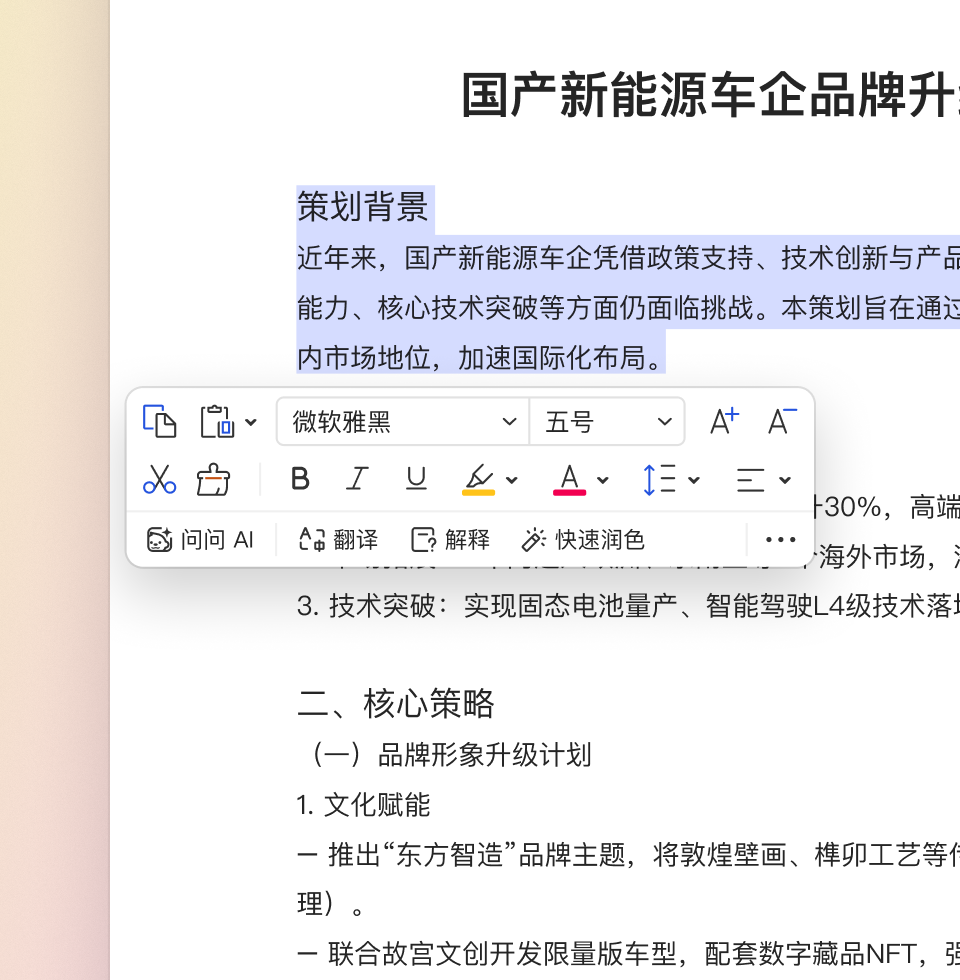 国产新能源车企品牌升
策划背景
近年来，国产新能源车企凭借政策支持、技术创新与产品
能力、核心技术突破等方面仍面临挑战。本策划旨在通过
内市场地位，加速国际化布局。
微软雅黑 五号 A+ A−
B I U A
问问 AI 翻译 解释 快速润色 •••
升30%，高端
个海外市场，
3. 技术突破：实现固态电池量产、智能驾驶L4级技术落地
二、核心策略
（一）品牌形象升级计划
1. 文化赋能
— 推出“东方智造”品牌主题，将敦煌壁画、榫卯工艺等传
理）。
— 联合故宫文创开发限量版车型，配套数字藏品NFT，强